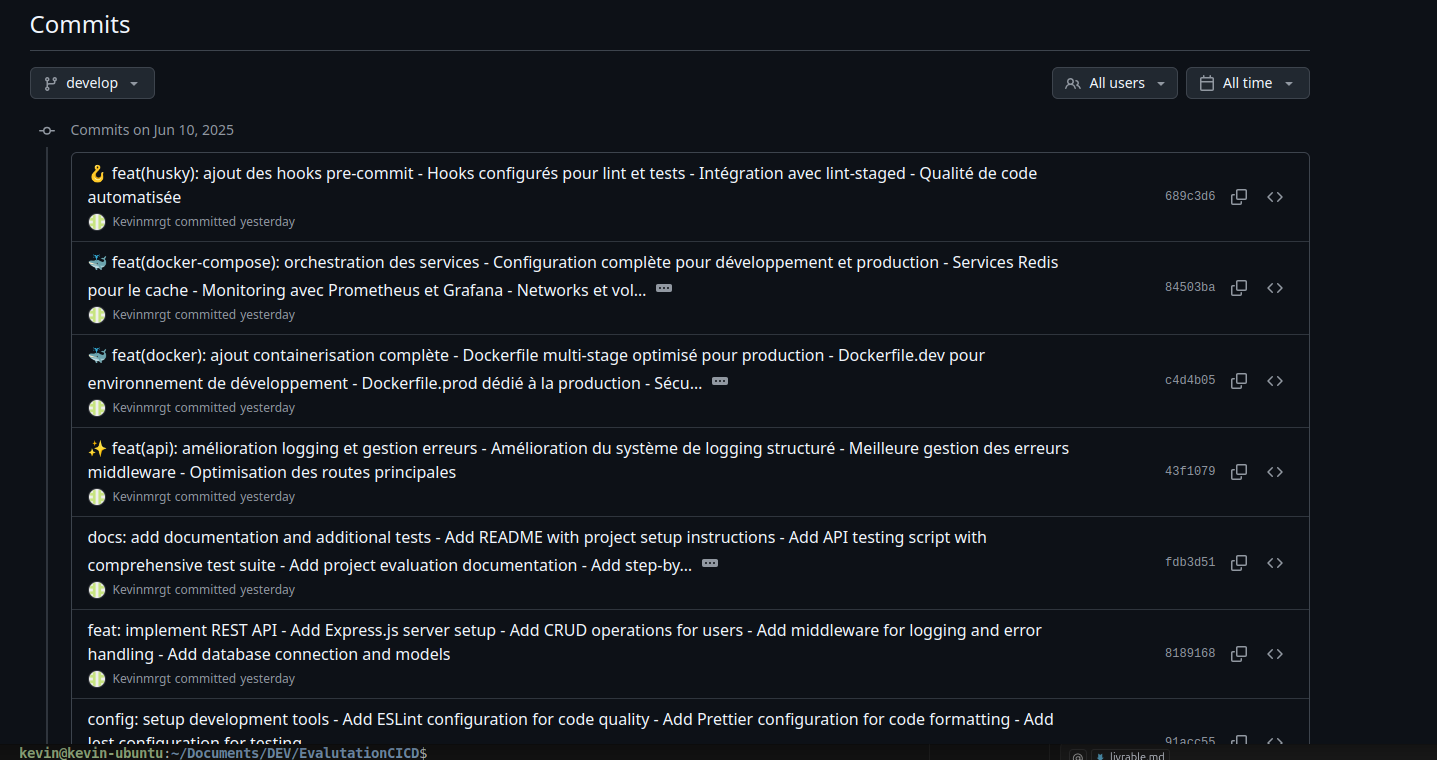 Commits
develop
All users
All time
Commits on Jun 10, 2025
🪝 feat(husky): ajout des hooks pre-commit - Hooks configurés pour lint et tests - Intégration avec lint-staged - Qualité de code
automatisée
689c3d6
Kevinmrgt committed yesterday
🐳 feat(docker-compose): orchestration des services - Configuration complète pour développement et production - Services Redis
pour le cache - Monitoring avec Prometheus et Grafana - Networks et vol...
84503ba
Kevinmrgt committed yesterday
🐳 feat(docker): ajout containerisation complète - Dockerfile multi-stage optimisé pour production - Dockerfile.dev pour
environnement de développement - Dockerfile.prod dédié à la production - Sécu...
c4d4b05
Kevinmrgt committed yesterday
✨ feat(api): amélioration logging et gestion erreurs - Amélioration du système de logging structuré - Meilleure gestion des erreurs
middleware - Optimisation des routes principales
43f1079
Kevinmrgt committed yesterday
docs: add documentation and additional tests - Add README with project setup instructions - Add API testing script with
comprehensive test suite - Add project evaluation documentation - Add step-by...
fdb3d51
Kevinmrgt committed yesterday
feat: implement REST API - Add Express.js server setup - Add CRUD operations for users - Add middleware for logging and error
handling - Add database connection and models
8189168
Kevinmrgt committed yesterday
config: setup development tools - Add ESLint configuration for code quality - Add Prettier configuration for code formatting - Add
configuration for testing
91acc55
kevin@kevin-ubuntu:~/Documents/DEV/EvalutationCICD$
@
livrable.md